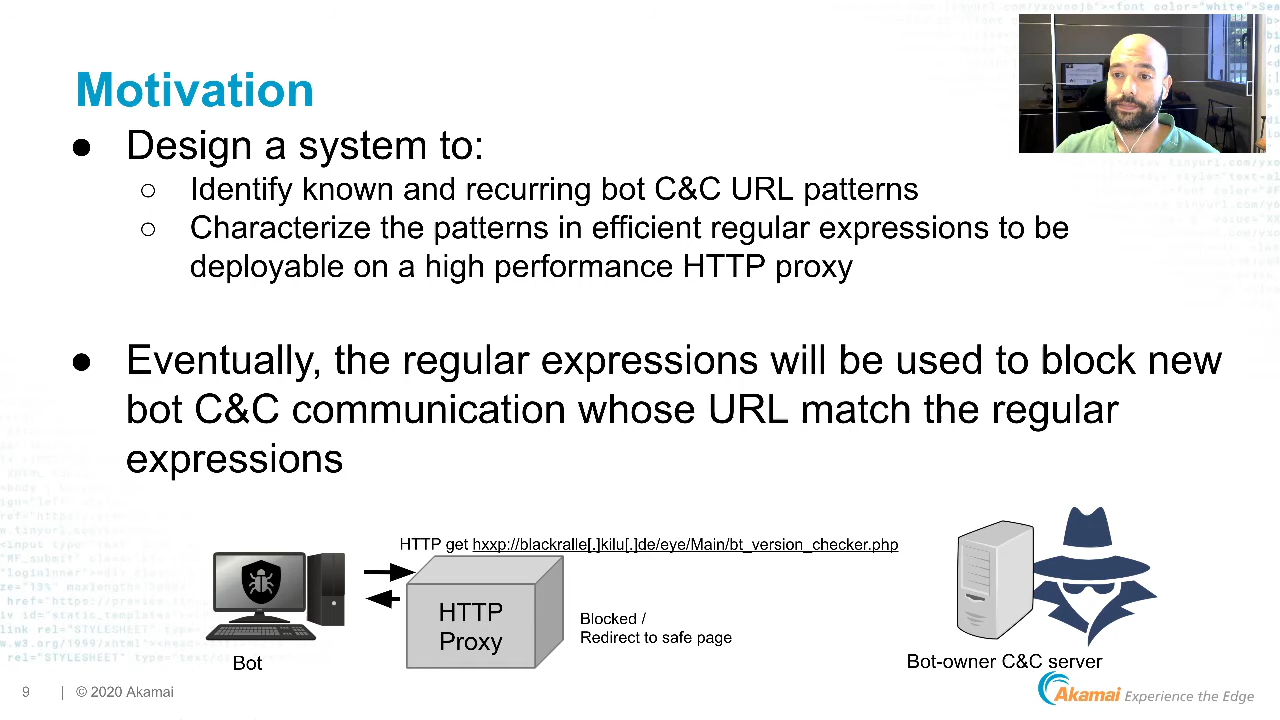 Motivation
● Design a system to:
○ Identify known and recurring bot C&C URL patterns
○ Characterize the patterns in efficient regular expressions to be
deployable on a high performance HTTP proxy
● Eventually, the regular expressions will be used to block new
bot C&C communication whose URL match the regular
expressions
HTTP get hxxp://blackralle[.]kilu[.]de/eye/Main/bt_version_checker.php
HTTP
Proxy
Blocked /
Redirect to safe page
Bot
Bot-owner C&C server
9 | © 2020 Akamai
Akamai Experience the Edge